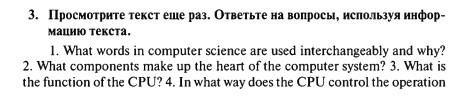 3. Просмотрите текст еще раз. Ответьте на вопросы, используя инфор-
мацию текста.
1. What words in computer science are used interchangeably and why?
2. What components make up the heart of the computer system? 3. What is
the function of the CPU? 4. In what way does the CPU control the operation